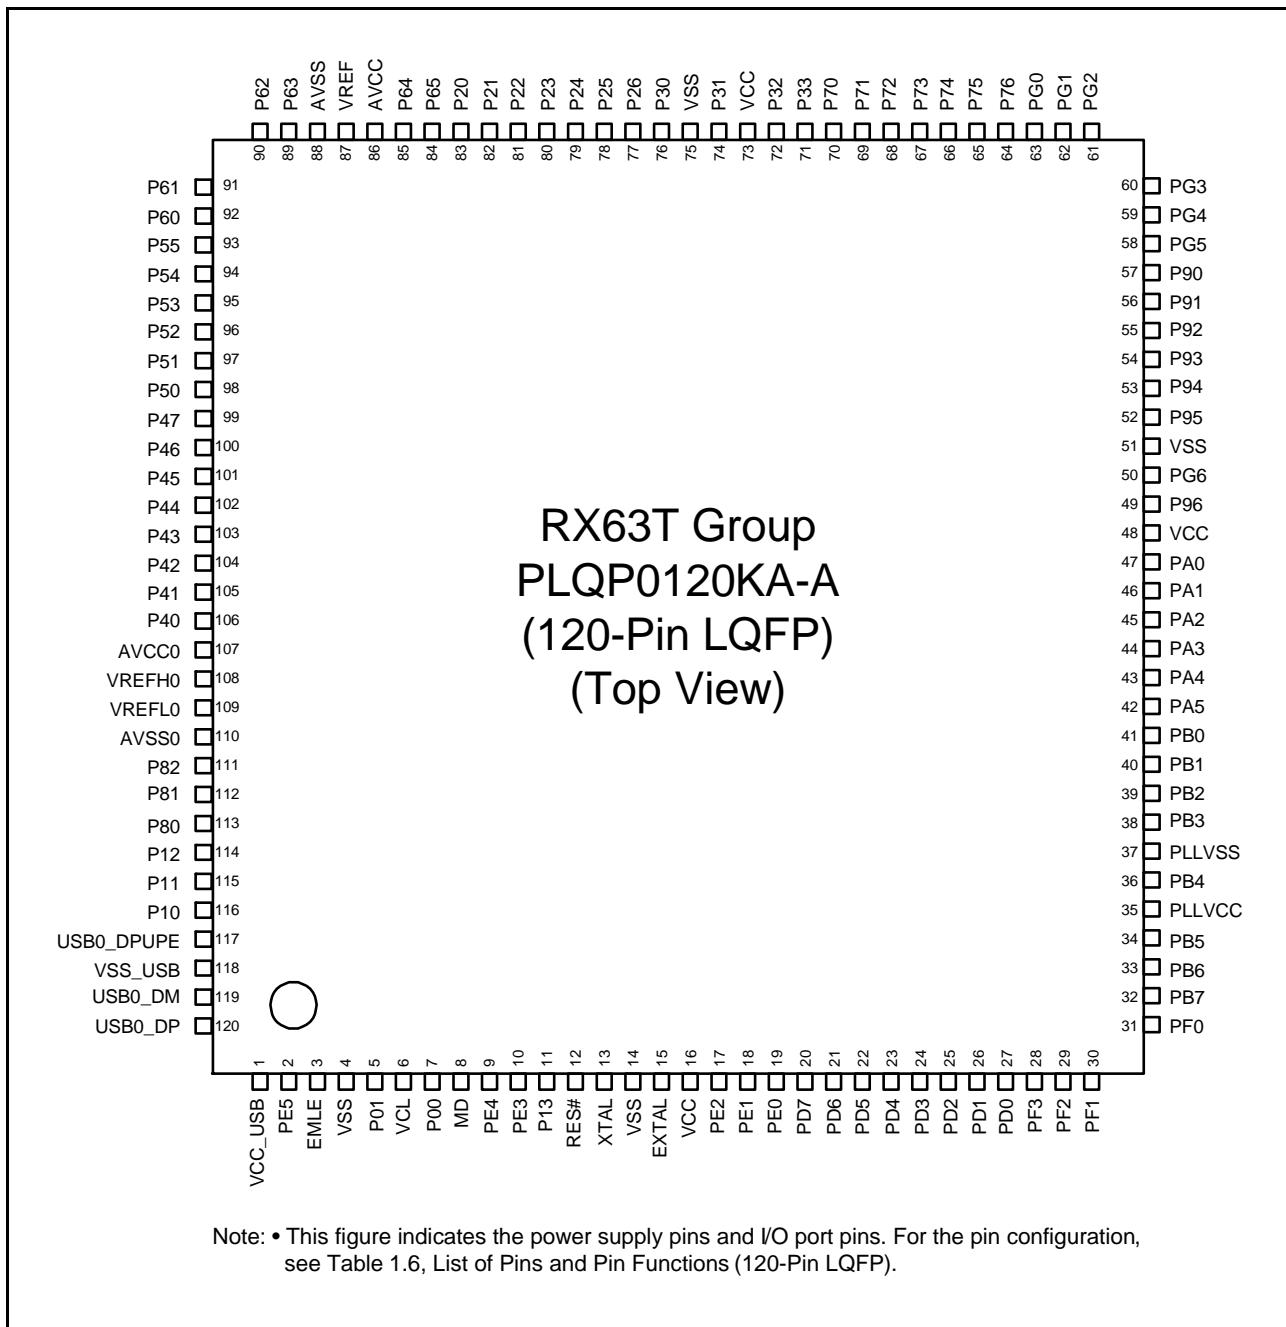 P62 P63 AVSS VREF AVCC P64 P65 P20 P21 P22 P23 P24 P25 P26 P30 VSS P31 VCC P32 P33 P70 P71 P72 P73 P74 P75 P76 PG0 PG1 PG2
90 89 88 87 86 85 84 83 82 81 80 79 78 77 76 75 74 73 72 71 70 69 68 67 66 65 64 63 62 61
P61 91
P60 92
P55 93
P54 94
P53 95
P52 96
P51 97
P50 98
P47 99
P46 100
P45 101
P44 102
P43 103
P42 104
P41 105
P40 106
AVCC0 107
VREFH0 108
VREFL0 109
AVSS0 110
P82 111
P81 112
P80 113
P12 114
P11 115
P10 116
USB0_DPUPE 117
VSS_USB 118
USB0_DM 119
USB0_DP 120
RX63T Group
PLQP0120KA-A
(120-Pin LQFP)
(Top View)
60 PG3
59 PG4
58 PG5
57 P90
56 P91
55 P92
54 P93
53 P94
52 P95
51 VSS
50 PG6
49 P96
48 VCC
47 PA0
46 PA1
45 PA2
44 PA3
43 PA4
42 PA5
41 PB0
40 PB1
39 PB2
38 PB3
37 PLLVSS
36 PB4
35 PLLVCC
34 PB5
33 PB6
32 PB7
31 PF0
1 2 3 4 5 6 7 8 9 10 11 12 13 14 15 16 17 18 19 20 21 22 23 24 25 26 27 28 29 30
VCC_USB PE5 EMLE VSS P01 VCL P00 MD PE4 PE3 P13 RES# XTAL VSS EXTAL VCC PE2 PE1 PE0 PD7 PD6 PD5 PD4 PD3 PD2 PD1 PD0 PF3 PF2 PF1
Note: • This figure indicates the power supply pins and I/O port pins. For the pin configuration,
see Table 1.6, List of Pins and Pin Functions (120-Pin LQFP).